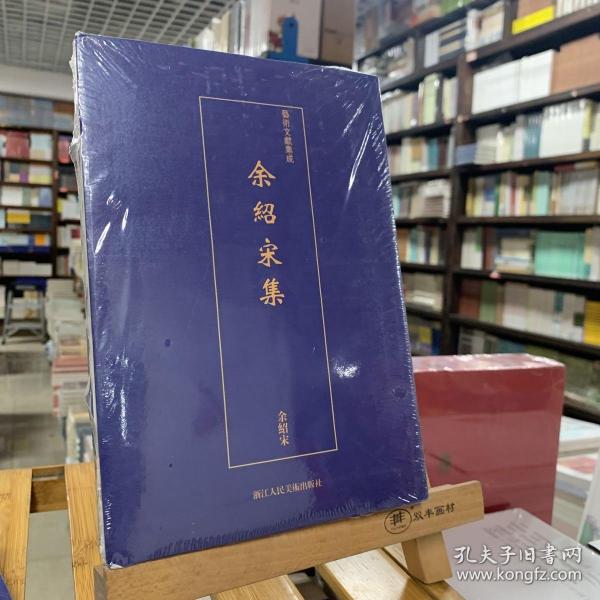 藝術文獻集成
余紹宋集
余紹宋
浙江人民美術出版社
双丰画材
孔夫子旧书网
www.kongfz.com